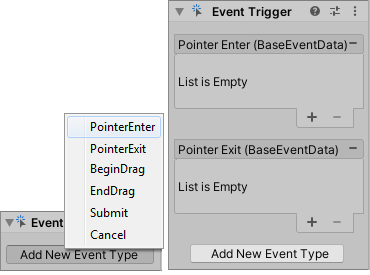 PointerEnter
PointerExit
BeginDrag
EndDrag
Submit
Cancel
Event
Add New Event Type
Event Trigger
Pointer Enter (BaseEventData)
List is Empty
Pointer Exit (BaseEventData)
List is Empty
Add New Event Type